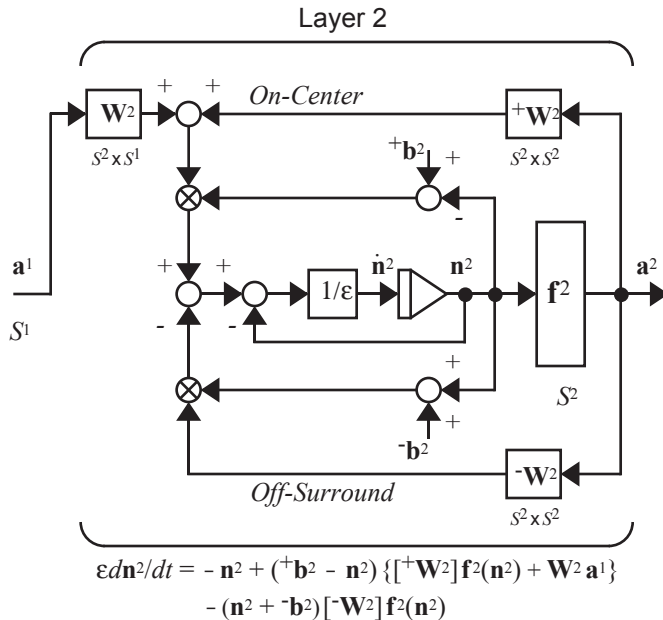 Layer 2
+ + On-Center
W² +W²
S² x S¹ S² x S²
+b² +
-
a¹ + + ṅ² n² a²
1/ε f²
S¹ - - S²
+
+
-b²
-W²
Off-Surround S² x S²
εdn²/dt = - n² + (+b² - n²) {[+W²] f²(n²) + W² a¹}
- (n² + -b²) [-W²] f²(n²)